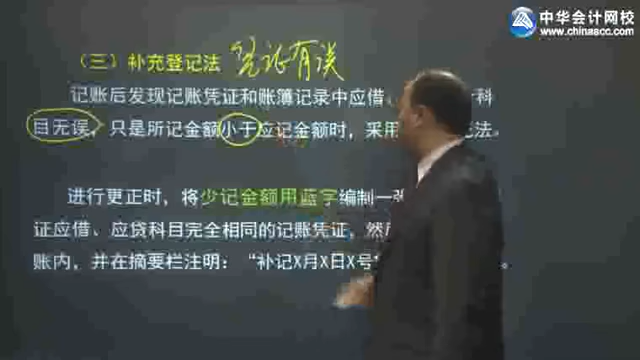 中华会计网校
www.chinaacc.com
（三）补充登记法 凭证有误
记账后发现记账凭证和账簿记录中应借、 科
目无误，只是所记金额小于应记金额时，采用 法。
进行更正时，将少记金额用蓝字编制一张
证应借、应贷科目完全相同的记账凭证，然
账内，并在摘要栏注明：“补记X月X日X号 。